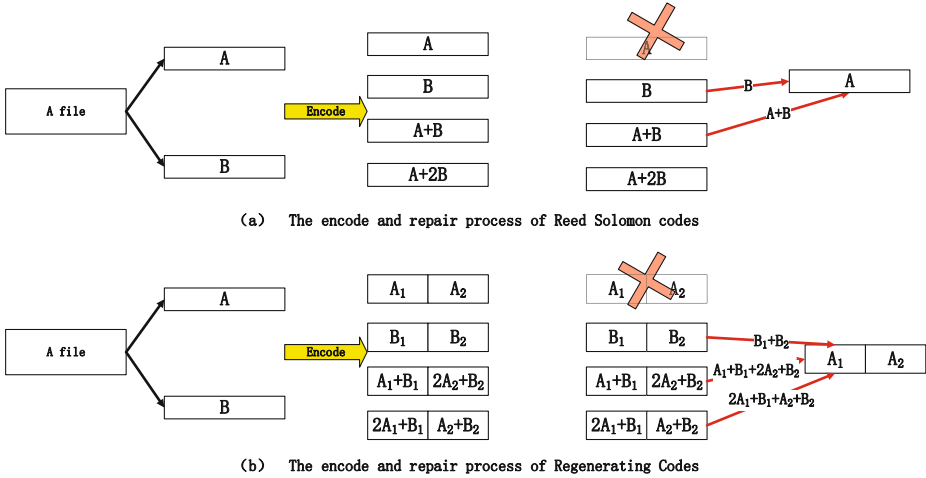 A file
A
B
Encode
A
B
A+B
A+2B
A
B
A+B
A+2B
B
A+B
A
(a) The encode and repair process of Reed Solomon codes
A file
A
B
Encode
A₁ A₂
B₁ B₂
A₁+B₁ 2A₂+B₂
2A₁+B₁ A₂+B₂
A₁ A₂
B₁ B₂
A₁+B₁ 2A₂+B₂
2A₁+B₁ A₂+B₂
B₁+B₂
A₁+B₁+2A₂+B₂
2A₁+B₁+A₂+B₂
A₁ A₂
(b) The encode and repair process of Regenerating Codes